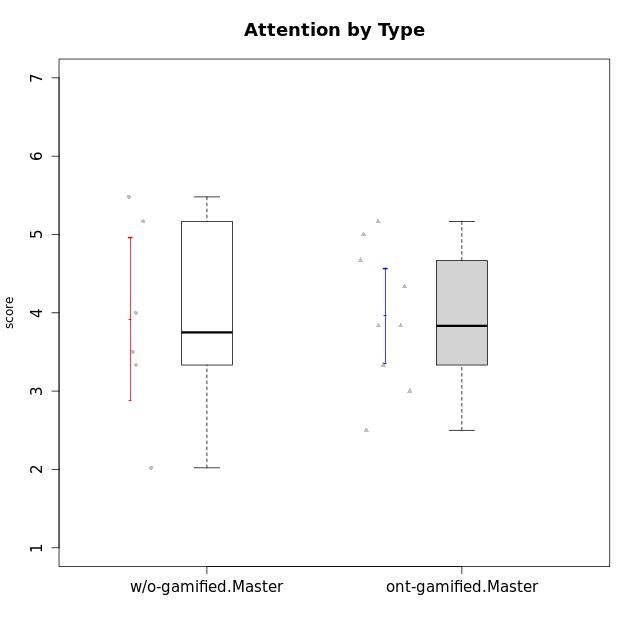 Attention by Type
7
6
5
4
3
2
1
score
w/o-gamified.Master
ont-gamified.Master